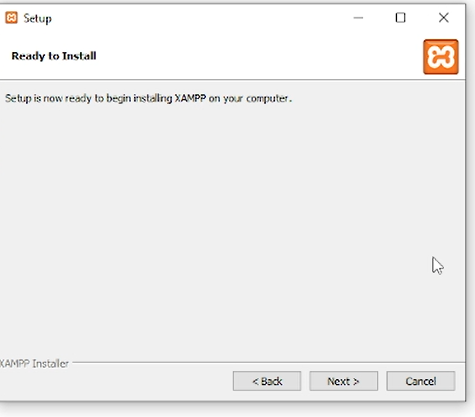 Setup
Ready to Install
Setup is now ready to begin installing XAMPP on your computer.
XAMPP Installer
< Back
Next >
Cancel